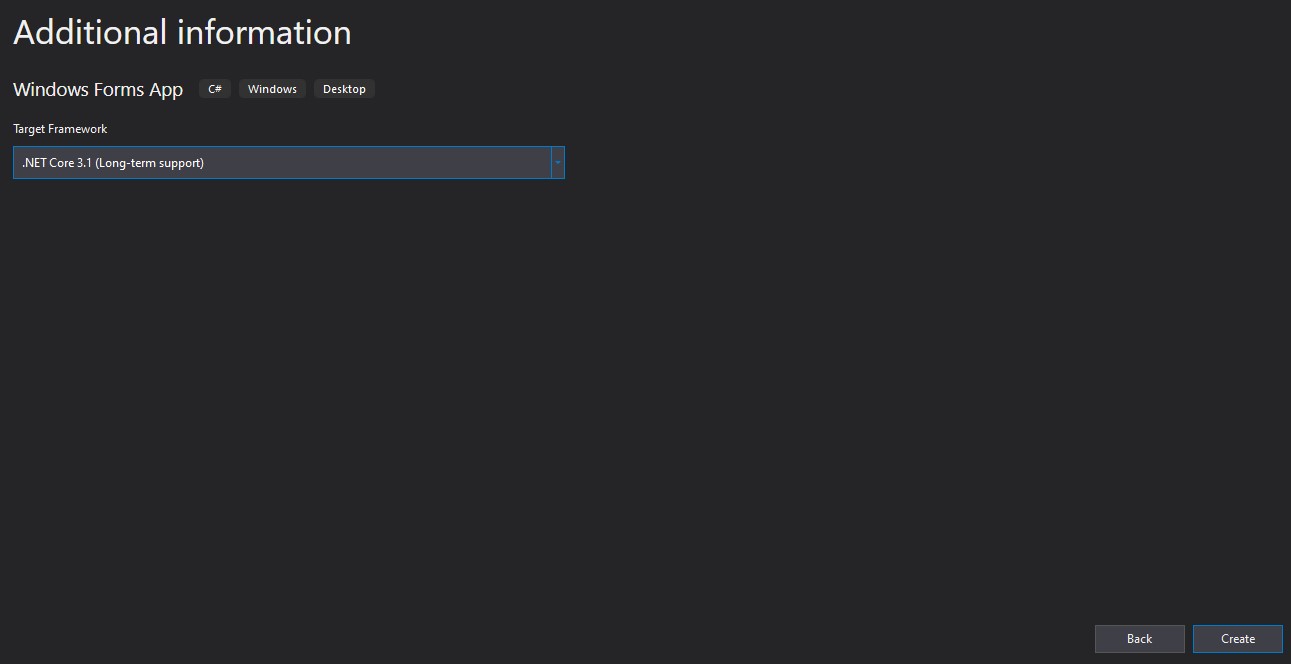 Additional information
Windows Forms App C# Windows Desktop
Target Framework
.NET Core 3.1 (Long-term support)
Back Create